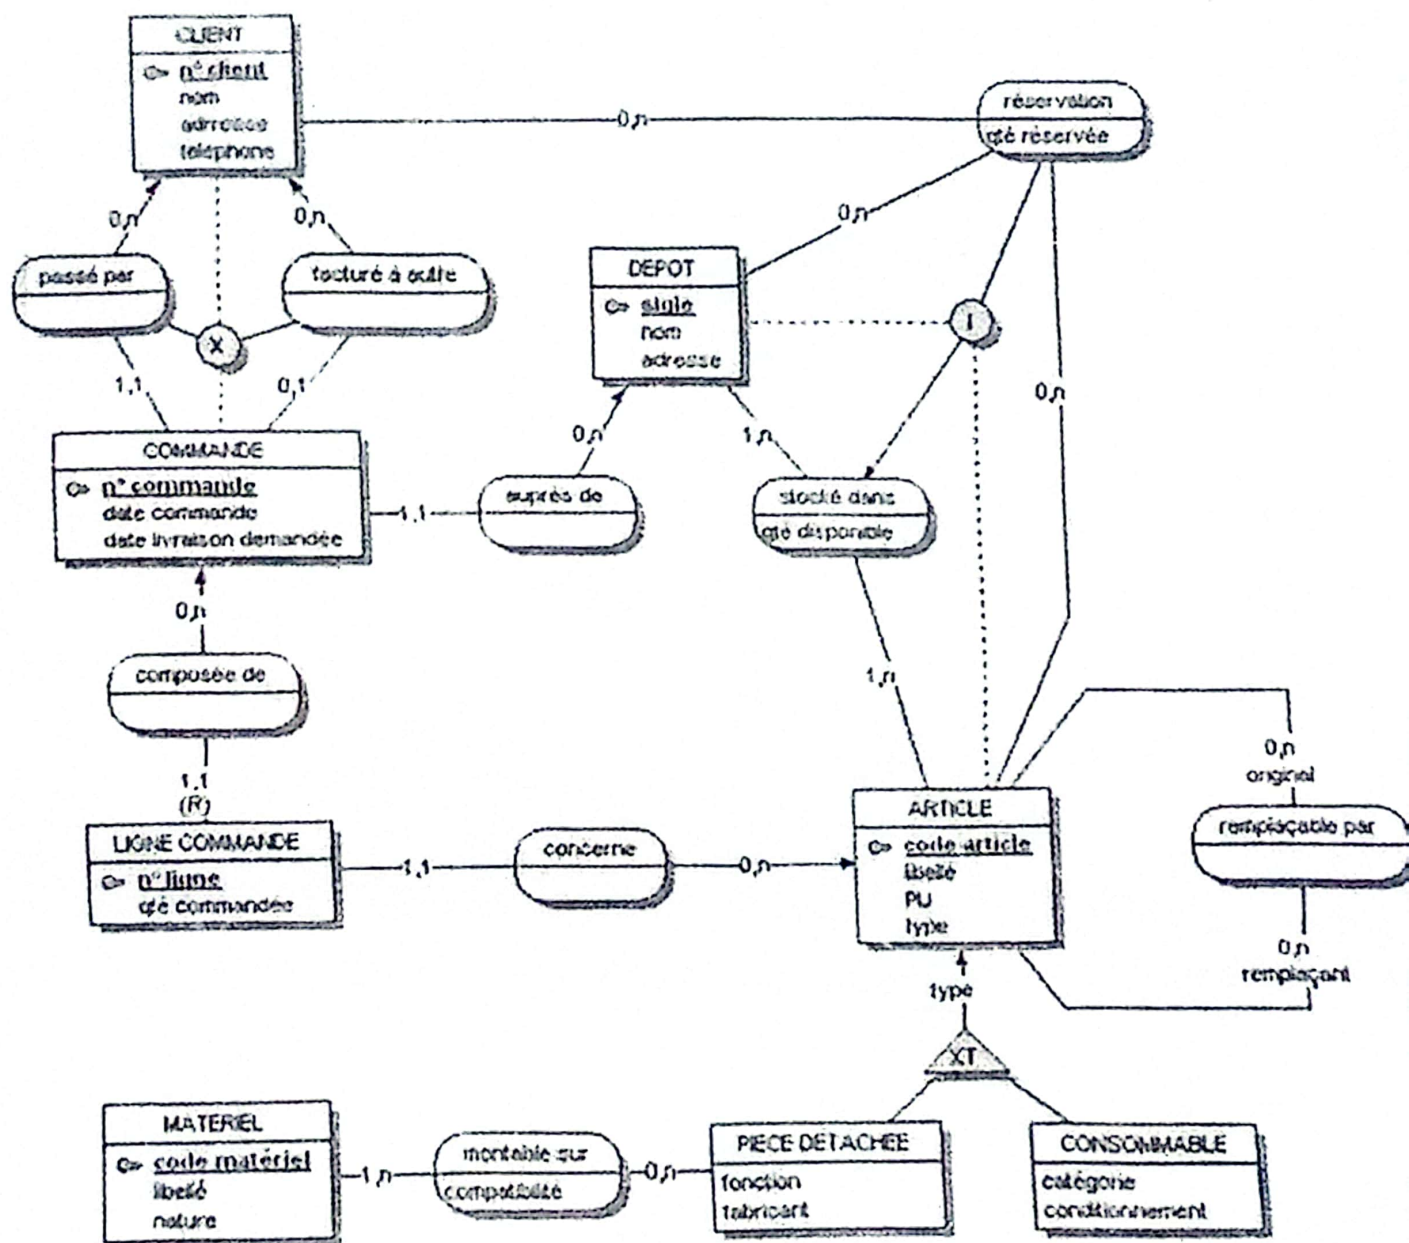 CLIENT
n° client
nom
adresse
téléphone
0,n
réservation
qté réservée
0,n
0,n
0,n
passé par
facturé à autre
DEPOT
sigle
nom
adresse
I
X
1,1
0,1
0,n
0,n
1,n
COMMANDE
n° commande
date commande
date livraison demandée
1,1
auprès de
stocké dans
qté disponible
0,n
composée de
1,n
1,1
(R)
0,n
original
LIGNE COMMANDE
n° ligne
qté commandée
1,1
concerne
0,n
ARTICLE
code article
libellé
PU
type
remplaçable par
0,n
remplaçant
type
XT
MATERIEL
code matériel
libellé
nature
1,n
montable sur
compatibilité
0,n
PIECE DETACHEE
fonction
fabricant
CONSOMMABLE
catégorie
conditionnement